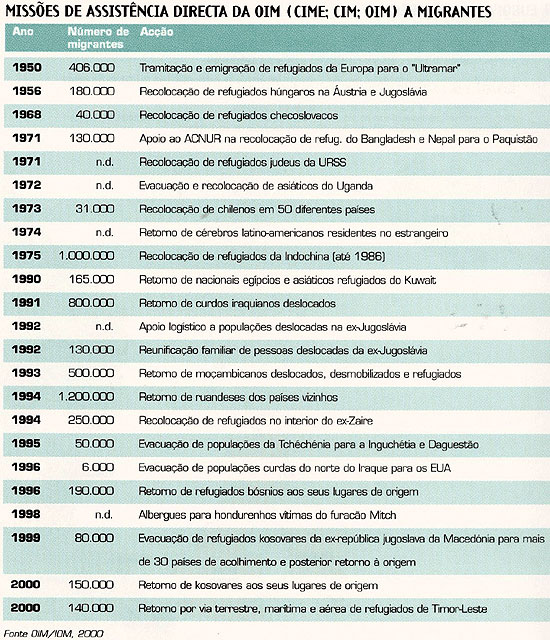 MISSÕES DE ASSISTÊNCIA DIRECTA DA OIM (CIME; CIM; OIM) A MIGRANTES
Ano Número de migrantes Acção
1950 406.000 Tramitação e emigração de refugiados da Europa para o "Ultramar"
1956 180.000 Recolocação de refugiados húngaros na Áustria e Jugoslávia
1968 40.000 Recolocação de refugiados checoslovacos
1971 130.000 Apoio ao ACNUR na recolocação de refug. do Bangladesh e Nepal para o Paquistão
1971 n.d. Recolocação de refugiados judeus da URSS
1972 n.d. Evacuação e recolocação de asiáticos do Uganda
1973 31.000 Recolocação de chilenos em 50 diferentes países
1974 n.d. Retorno de cérebros latino-americanos residentes no estrangeiro
1975 1.000.000 Recolocação de refugiados da Indochina (até 1986)
1990 165.000 Retorno de nacionais egípcios e asiáticos refugiados do Kuwait
1991 800.000 Retorno de curdos iraquianos deslocados
1992 n.d. Apoio logístico a populações deslocadas na ex-Jugoslávia
1992 130.000 Reunificação familiar de pessoas deslocadas da ex-Jugoslávia
1993 500.000 Retorno de moçambicanos deslocados, desmobilizados e refugiados
1994 1.200.000 Retorno de ruandeses dos países vizinhos
1994 250.000 Recolocação de refugiados no interior do ex-Zaire
1995 50.000 Evacuação de populações da Tchéchénia para a Inguchétia e Daguestão
1996 6.000 Evacuação de populações curdas do norte do Iraque para os EUA
1996 190.000 Retorno de refugiados bósnios aos seus lugares de origem
1998 n.d. Albergues para hondurenhos vítimas do furacão Mitch
1999 80.000 Evacuação de refugiados kosovares da ex-república jugoslava da Macedónia para mais
de 30 países de acolhimento e posterior retorno à origem
2000 150.000 Retorno de kosovares aos seus lugares de origem
2000 140.000 Retorno por via terrestre, marítima e aérea de refugiados de Timor-Leste
Fonte OIM/IOM, 2000